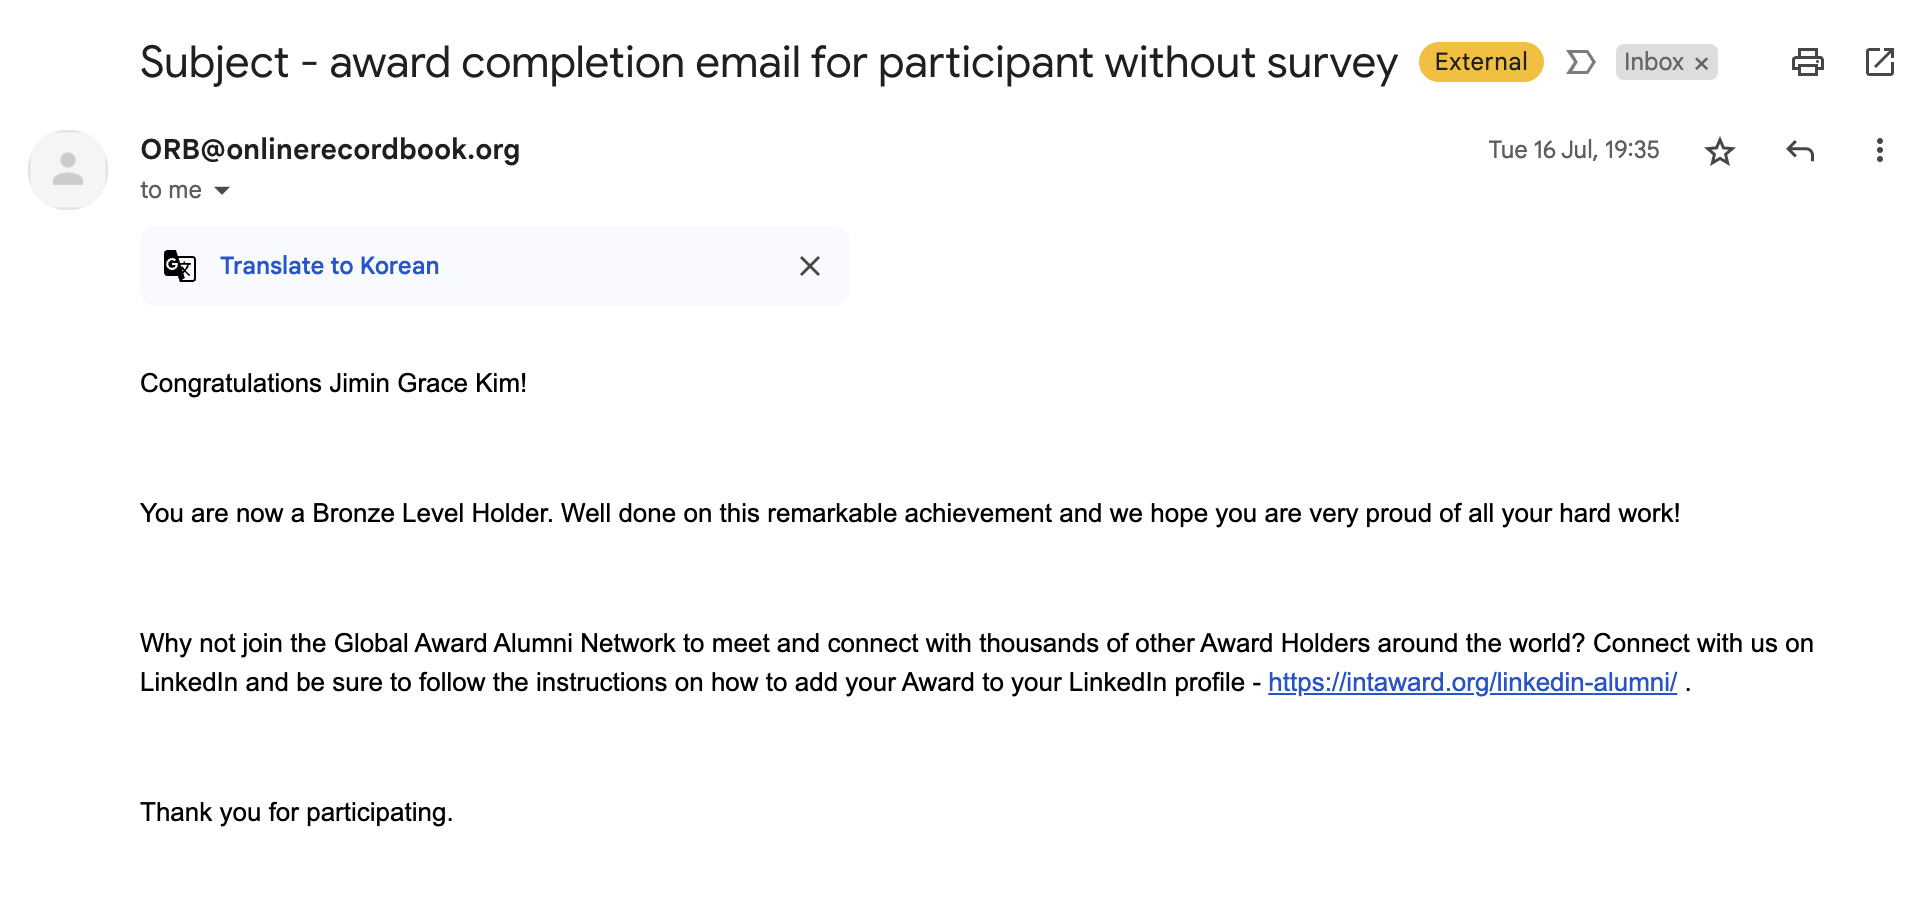 Subject - award completion email for participant without survey External Inbox ×
ORB@onlinerecordbook.org Tue 16 Jul, 19:35
to me
G文 Translate to Korean
Congratulations Jimin Grace Kim!
You are now a Bronze Level Holder. Well done on this remarkable achievement and we hope you are very proud of all your hard work!
Why not join the Global Award Alumni Network to meet and connect with thousands of other Award Holders around the world? Connect with us on
LinkedIn and be sure to follow the instructions on how to add your Award to your LinkedIn profile - https://intaward.org/linkedin-alumni/ .
Thank you for participating.